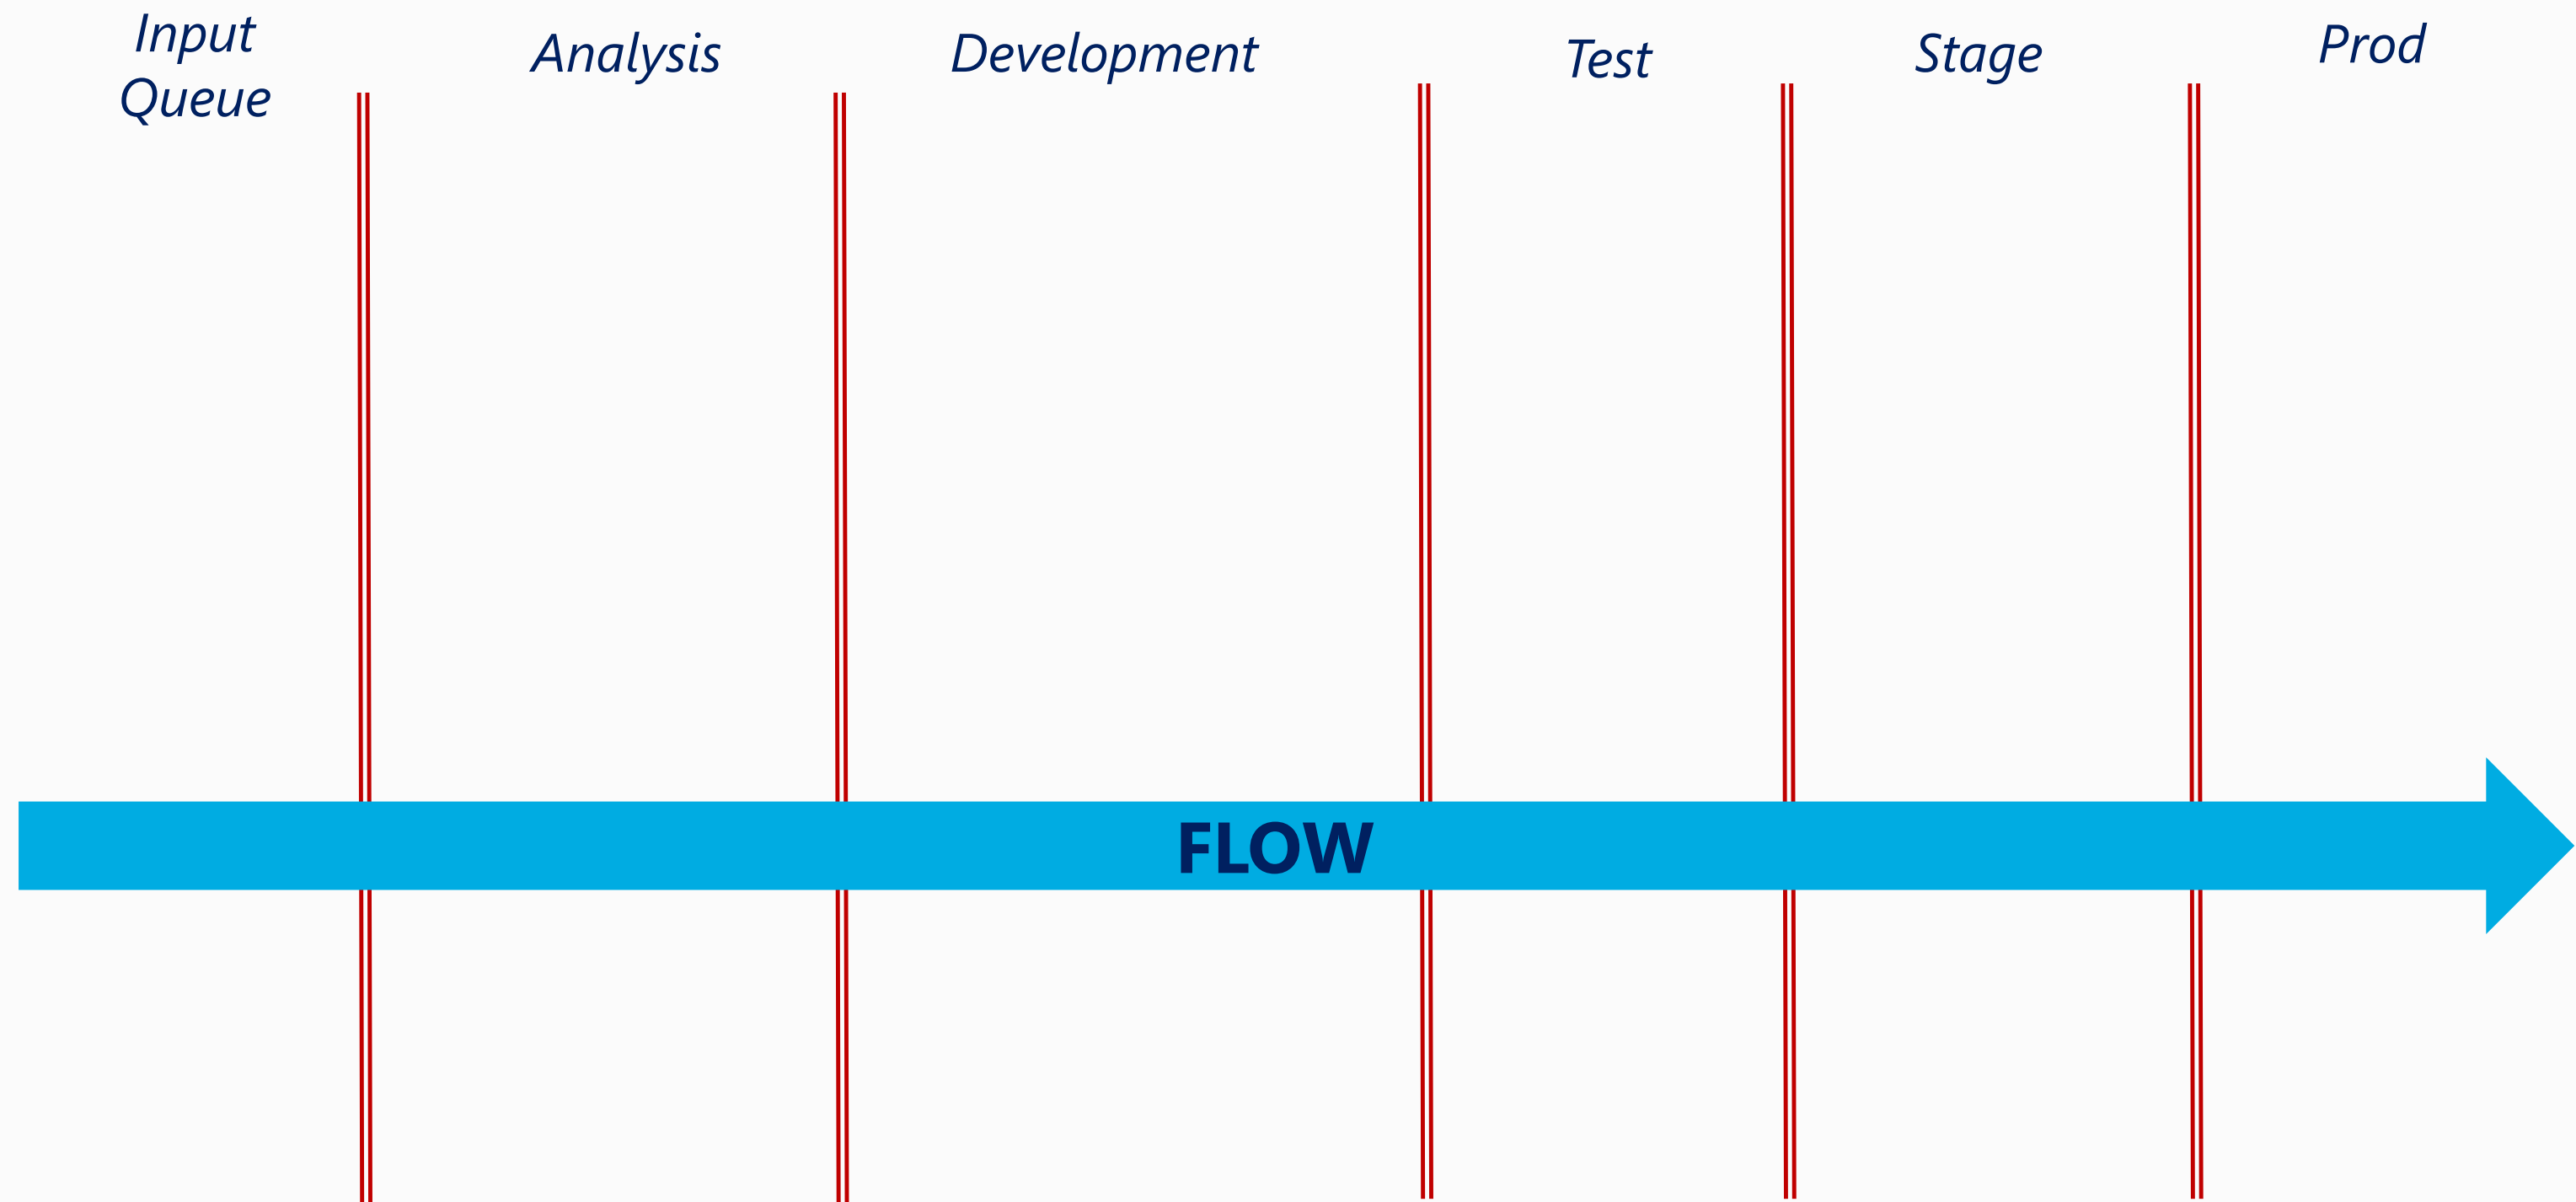 Input
Queue
Analysis
Development
Test
Stage
Prod
FLOW